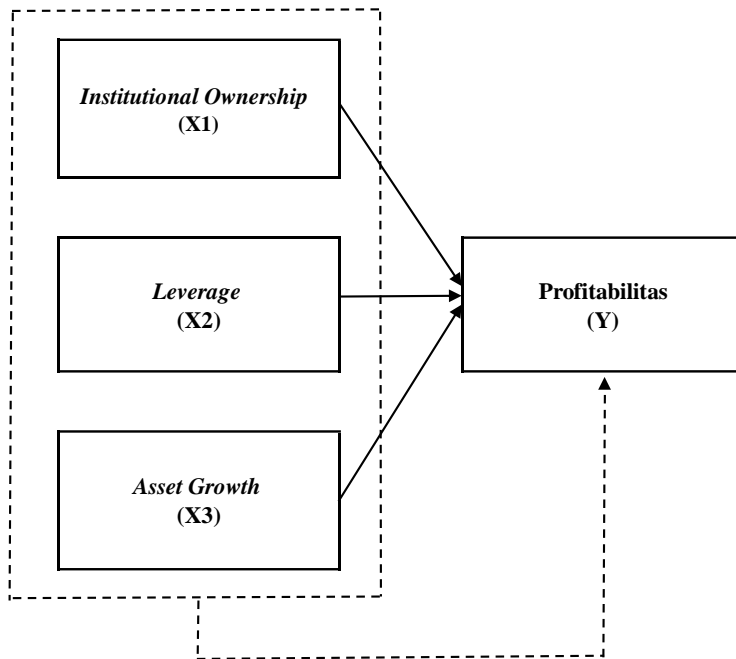 Institutional Ownership
(X1)
Leverage
(X2)
Asset Growth
(X3)
Profitabilitas
(Y)